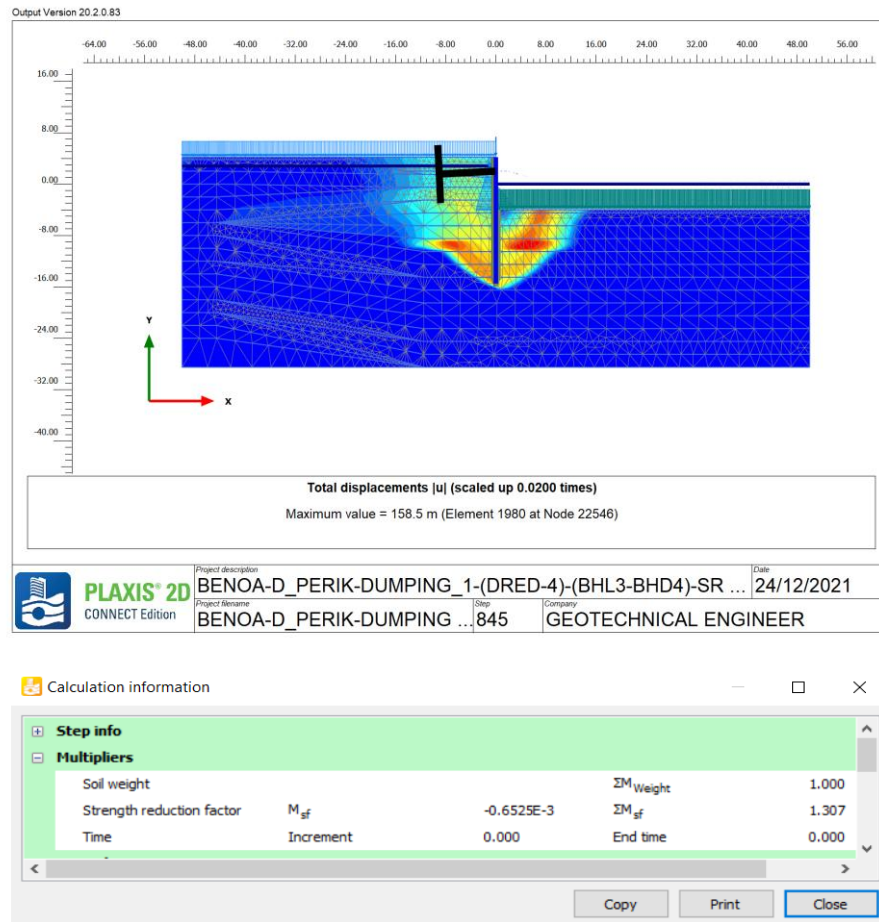 Output Version 20.2.0.83
-64.00 -56.00 -48.00 -40.00 -32.00 -24.00 -16.00 -8.00 0.00 8.00 16.00 24.00 32.00 40.00 48.00 56.00
16.00
8.00
0.00
-8.00
-16.00
-24.00
-32.00
-40.00
Y
x
Total displacements |u| (scaled up 0.0200 times)
Maximum value = 158.5 m (Element 1980 at Node 22546)
PLAXIS® 2D
CONNECT Edition
Project description
BENOA-D_PERIK-DUMPING_1-(DRED-4)-(BHL3-BHD4)-SR ...
Date
24/12/2021
Project filename
BENOA-D_PERIK-DUMPING ...
Step
845
Company
GEOTECHNICAL ENGINEER
Calculation information
Step info
Multipliers
Soil weight ΣMWeight 1.000
Strength reduction factor Msf -0.6525E-3 ΣMsf 1.307
Time Increment 0.000 End time 0.000
Copy Print Close